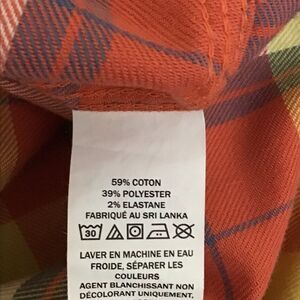 59% COTON
39% POLYESTER
2% ELASTANE
FABRIQUÉ AU SRI LANKA
30
LAVER EN MACHINE EN EAU
FROIDE, SÉPARER LES
COULEURS
AGENT BLANCHISSANT NON
DÉCOLORANT UNIQUEMENT,